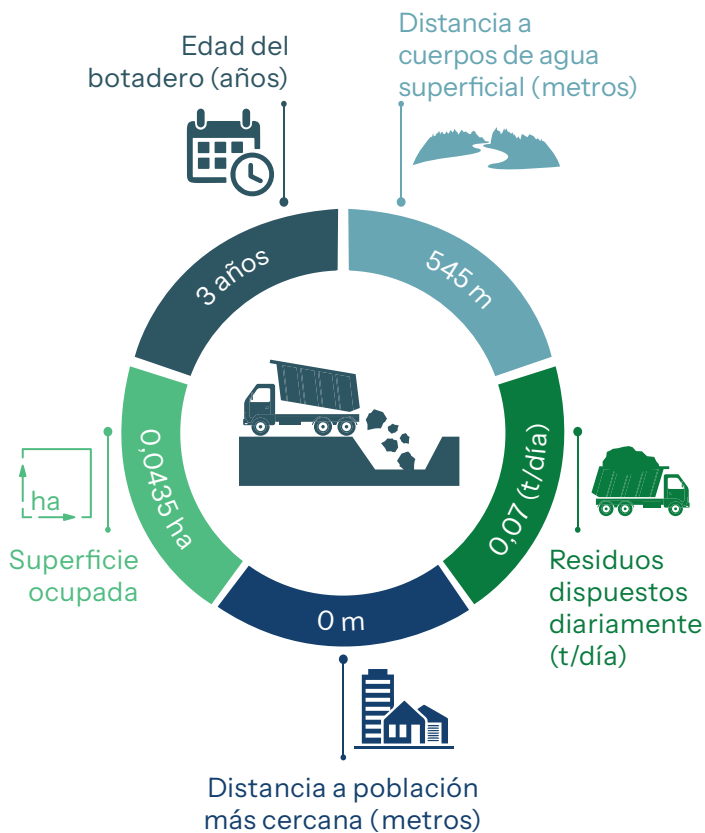 Edad del
botadero (años)
Distancia a
cuerpos de agua
superficial (metros)
3 años
545 m
0,0435 ha
0,07 (t/día)
0 m
ha
Superficie
ocupada
Residuos
dispuestos
diariamente
(t/día)
Distancia a población
más cercana (metros)